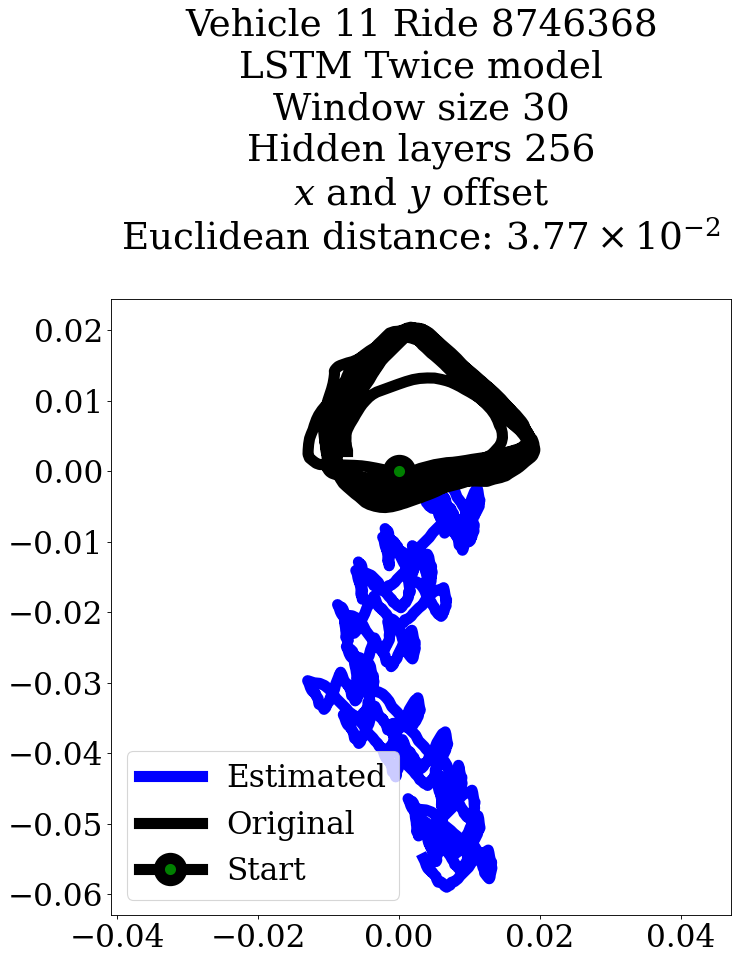 Vehicle 11 Ride 8746368
LSTM Twice model
Window size 30
Hidden layers 256
x and y offset
Euclidean distance: 3.77 × 10⁻²
0.02
0.01
0.00
−0.01
−0.02
−0.03
−0.04
−0.05
−0.06
Estimated
Original
Start
−0.04 −0.02 0.00 0.02 0.04